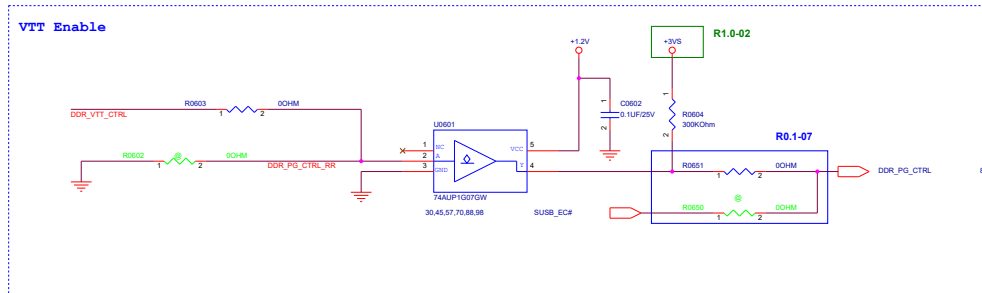 VTT Enable
R1.0-02
+1.2V
+3VS
R0603 0OHM
1 2
DDR_VTT_CTRL
C0602
0.1UF/25V
1
2
R0604
300KOhm
1
2
U0601
R0.1-07
1 NC VCC 5
2 A
3 GND Y 4
R0602 @ 0OHM
1 2
DDR_PG_CTRL_RR
R0651 0OHM
1 2
DDR_PG_CTRL
@
74AUP1G07GW
30,45,57,70,88,98 SUSB_EC#
R0650 0OHM
1 2